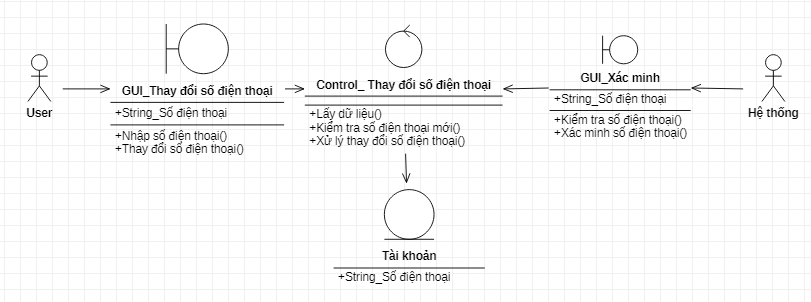 User
GUI_Thay đổi số điện thoại
+String_Số điện thoại
+Nhập số điện thoại()
+Thay đổi số điện thoại()
Control_ Thay đổi số điện thoại
+Lấy dữ liệu()
+Kiểm tra số điện thoại mới()
+Xử lý thay đổi số điện thoại()
GUI_Xác minh
+String_Số điện thoại
+Kiểm tra số điện thoại()
+Xác minh số điện thoại()
Hệ thống
Tài khoản
+String_Số điện thoại